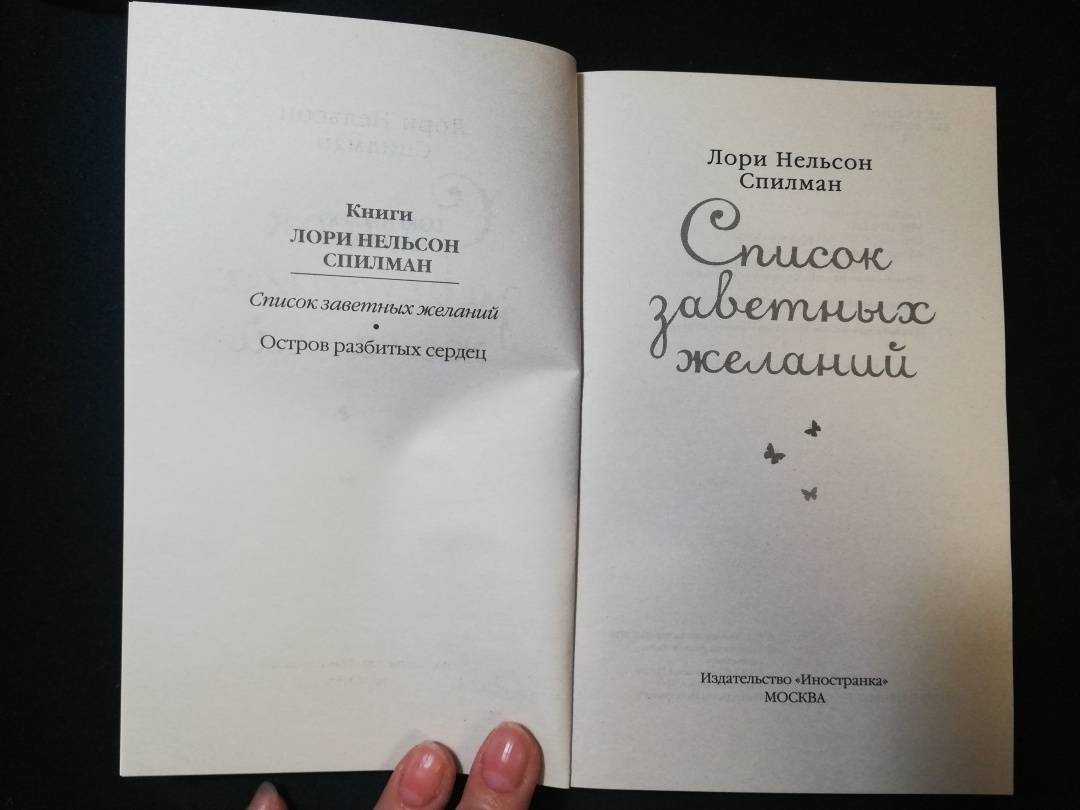 Книги
ЛОРИ НЕЛЬСОН
СПИЛМАН
Список заветных желаний
•
Остров разбитых сердец
Лори Нельсон
Спилман
Список
заветных
желаний
Издательство «Иностранка»
МОСКВА